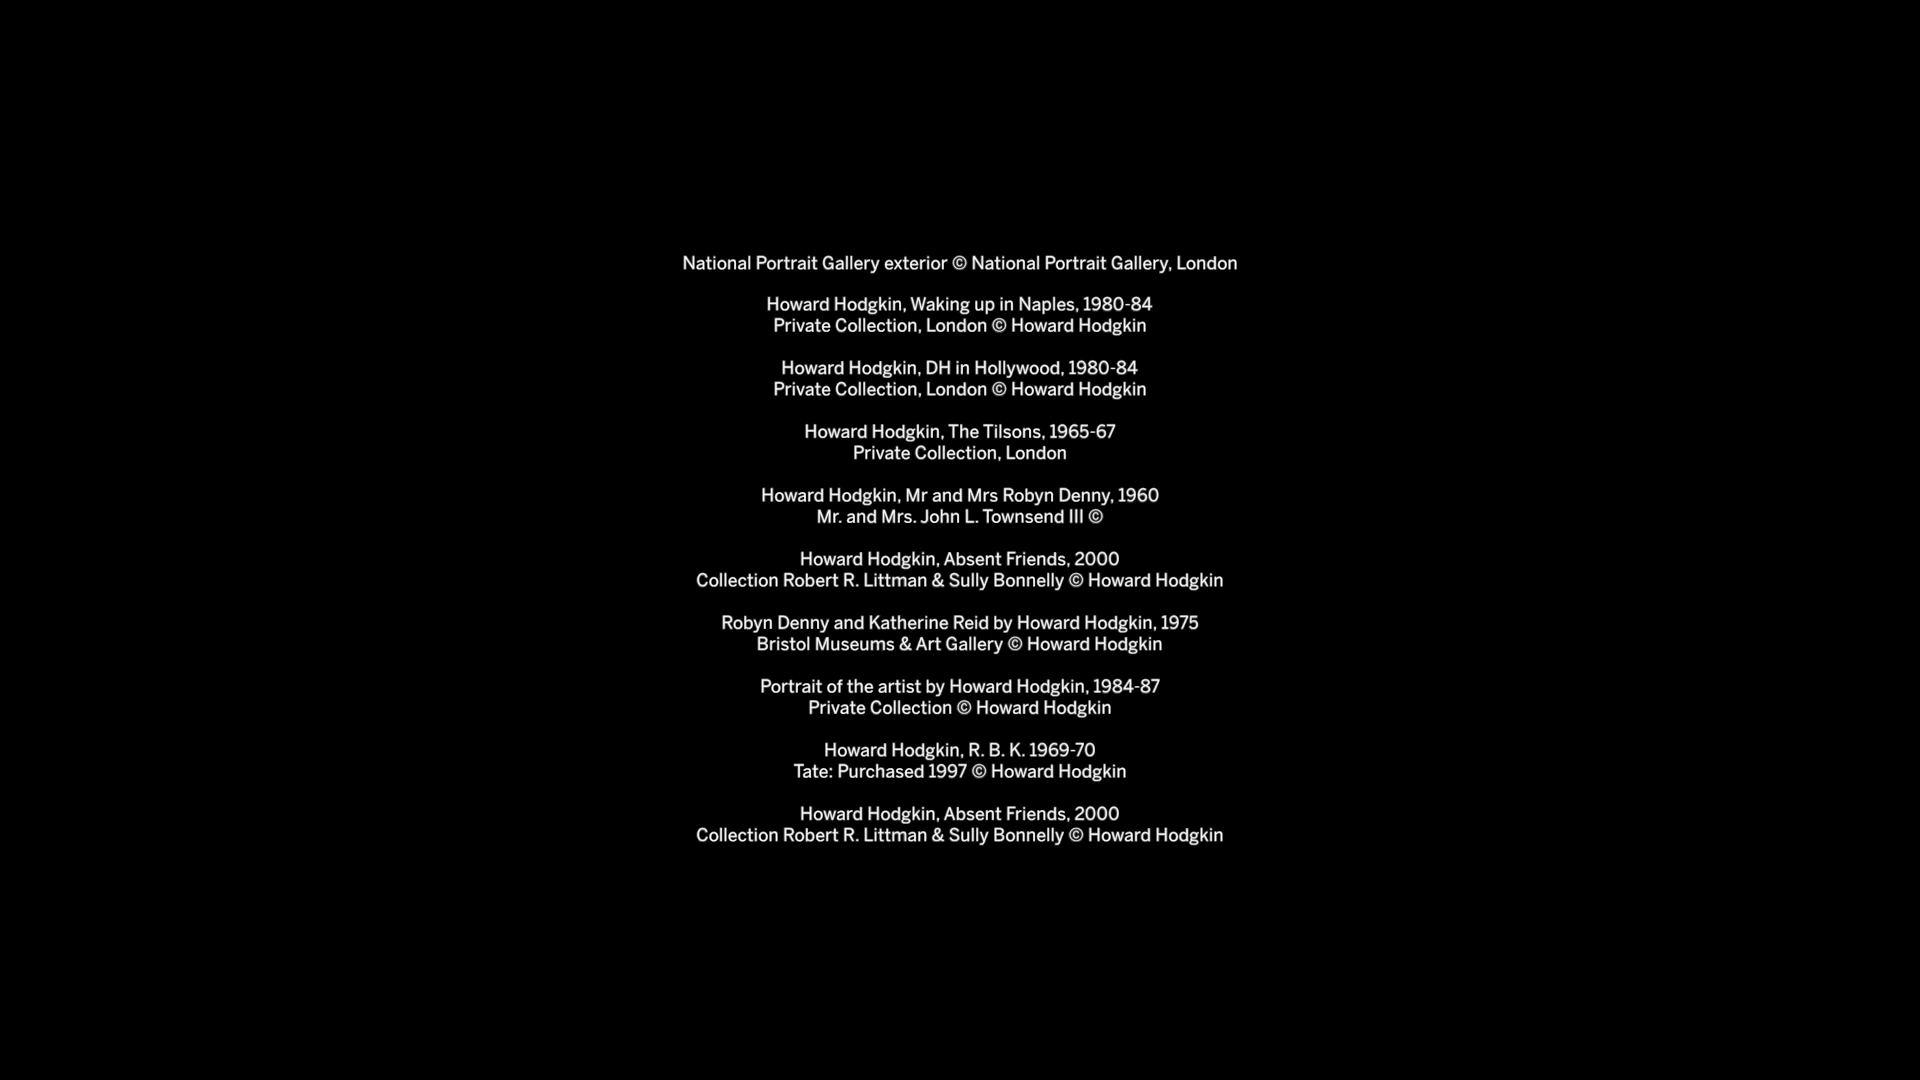 National Portrait Gallery exterior © National Portrait Gallery, London
Howard Hodgkin, Waking up in Naples, 1980-84
Private Collection, London © Howard Hodgkin
Howard Hodgkin, DH in Hollywood, 1980-84
Private Collection, London © Howard Hodgkin
Howard Hodgkin, The Tilsons, 1965-67
Private Collection, London
Howard Hodgkin, Mr and Mrs Robyn Denny, 1960
Mr. and Mrs. John L. Townsend III ©
Howard Hodgkin, Absent Friends, 2000
Collection Robert R. Littman & Sully Bonnelly © Howard Hodgkin
Robyn Denny and Katherine Reid by Howard Hodgkin, 1975
Bristol Museums & Art Gallery © Howard Hodgkin
Portrait of the artist by Howard Hodgkin, 1984-87
Private Collection © Howard Hodgkin
Howard Hodgkin, R. B. K. 1969-70
Tate: Purchased 1997 © Howard Hodgkin
Howard Hodgkin, Absent Friends, 2000
Collection Robert R. Littman & Sully Bonnelly © Howard Hodgkin